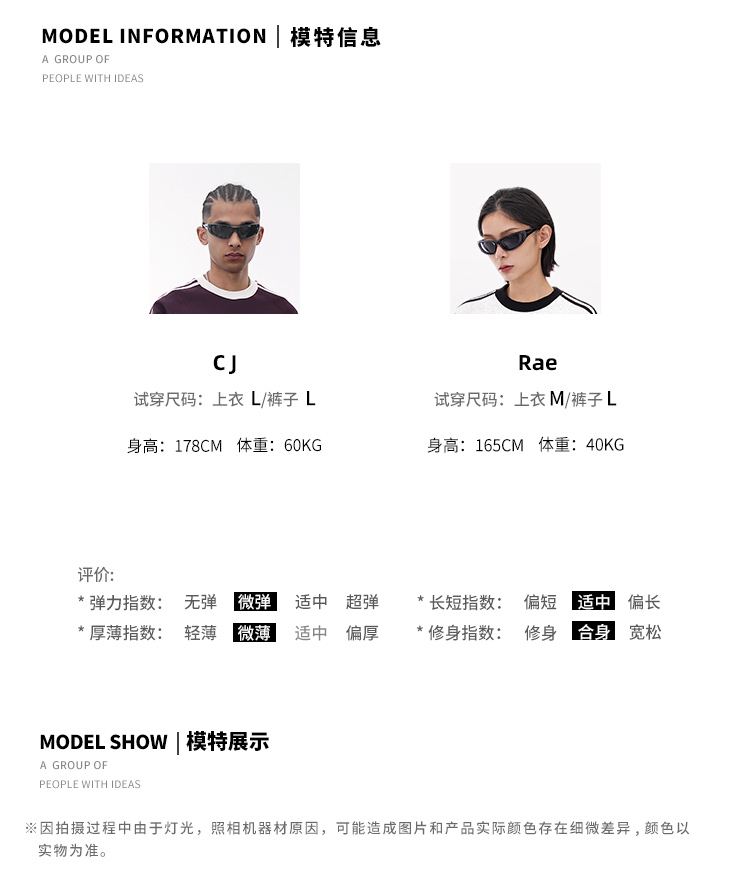 MODEL INFORMATION | 模特信息
A GROUP OF
PEOPLE WITH IDEAS
C J
试穿尺码：上衣 L/裤子 L
身高：178CM 体重：60KG
Rae
试穿尺码：上衣 M/裤子 L
身高：165CM 体重：40KG
评价:
* 弹力指数： 无弹 微弹 适中 超弹 * 长短指数： 偏短 适中 偏长
* 厚薄指数： 轻薄 微薄 适中 偏厚 * 修身指数： 修身 合身 宽松
MODEL SHOW | 模特展示
A GROUP OF
PEOPLE WITH IDEAS
※因拍摄过程中由于灯光，照相机器材原因，可能造成图片和产品实际颜色存在细微差异 , 颜色以
实物为准。